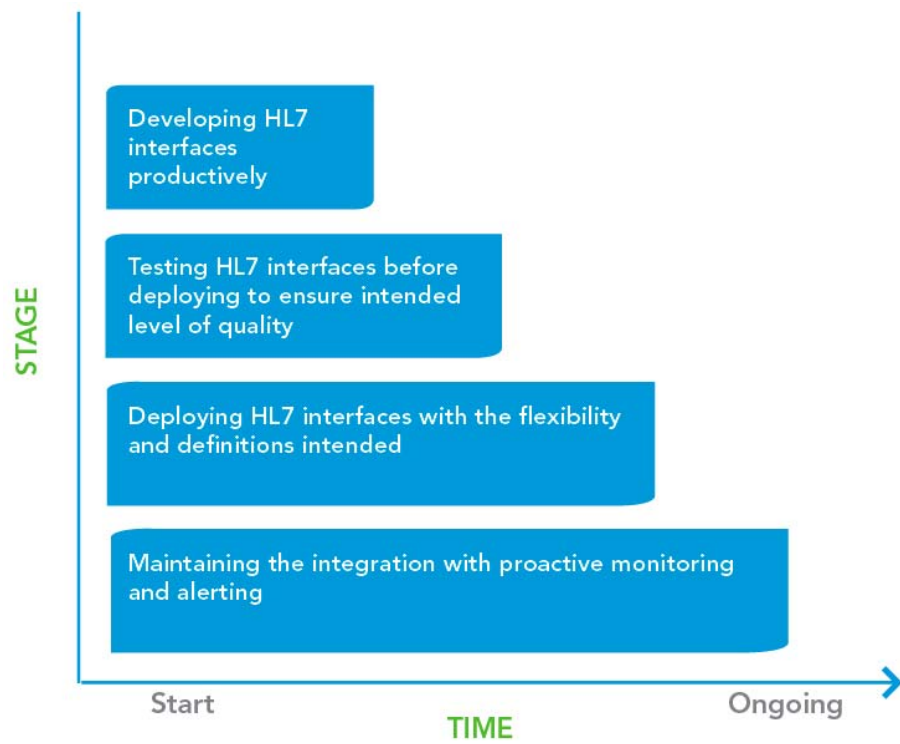 Developing HL7
interfaces
productively
Testing HL7 interfaces before
deploying to ensure intended
level of quality
STAGE
Deploying HL7 interfaces with the flexibility
and definitions intended
Maintaining the integration with proactive monitoring
and alerting
Start
Ongoing
TIME